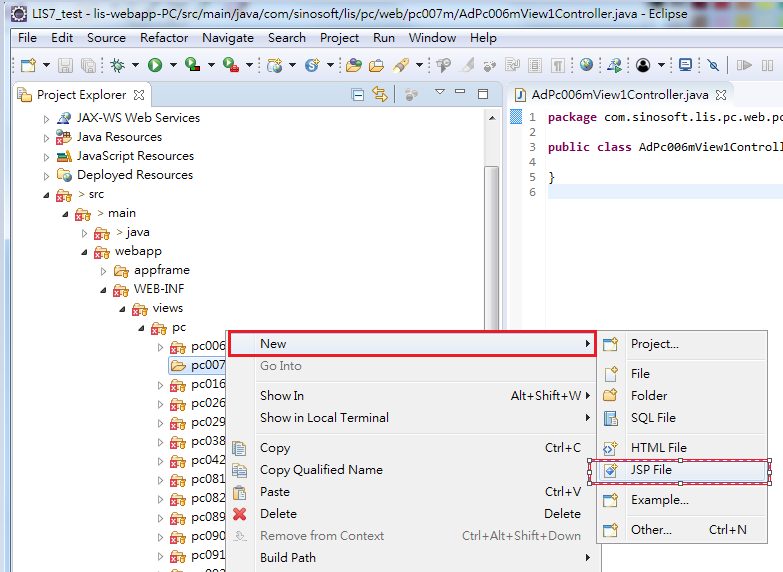 LIS7_test - lis-webapp-PC/src/main/java/com/sinosoft/lis/pc/web/pc007m/AdPc006mView1Controller.java - Eclipse
File Edit Source Refactor Navigate Search Project Run Window Help
Project Explorer
JAX-WS Web Services
Java Resources
JavaScript Resources
Deployed Resources
> src
> main
> java
webapp
appframe
WEB-INF
views
pc
pc006
pc007
pc016
pc026
pc029
pc038
pc042
pc081
pc082
pc089
pc090
pc091
AdPc006mView1Controller.java
1 package com.sinosoft.lis.pc.web.pc
2
3 public class AdPc006mView1Controll
4
5 }
6
New
Go Into
Show In Alt+Shift+W
Show in Local Terminal
Copy Ctrl+C
Copy Qualified Name
Paste Ctrl+V
Delete Delete
Remove from Context Ctrl+Alt+Shift+Down
Build Path
Project...
File
Folder
SQL File
HTML File
JSP File
Example...
Other... Ctrl+N